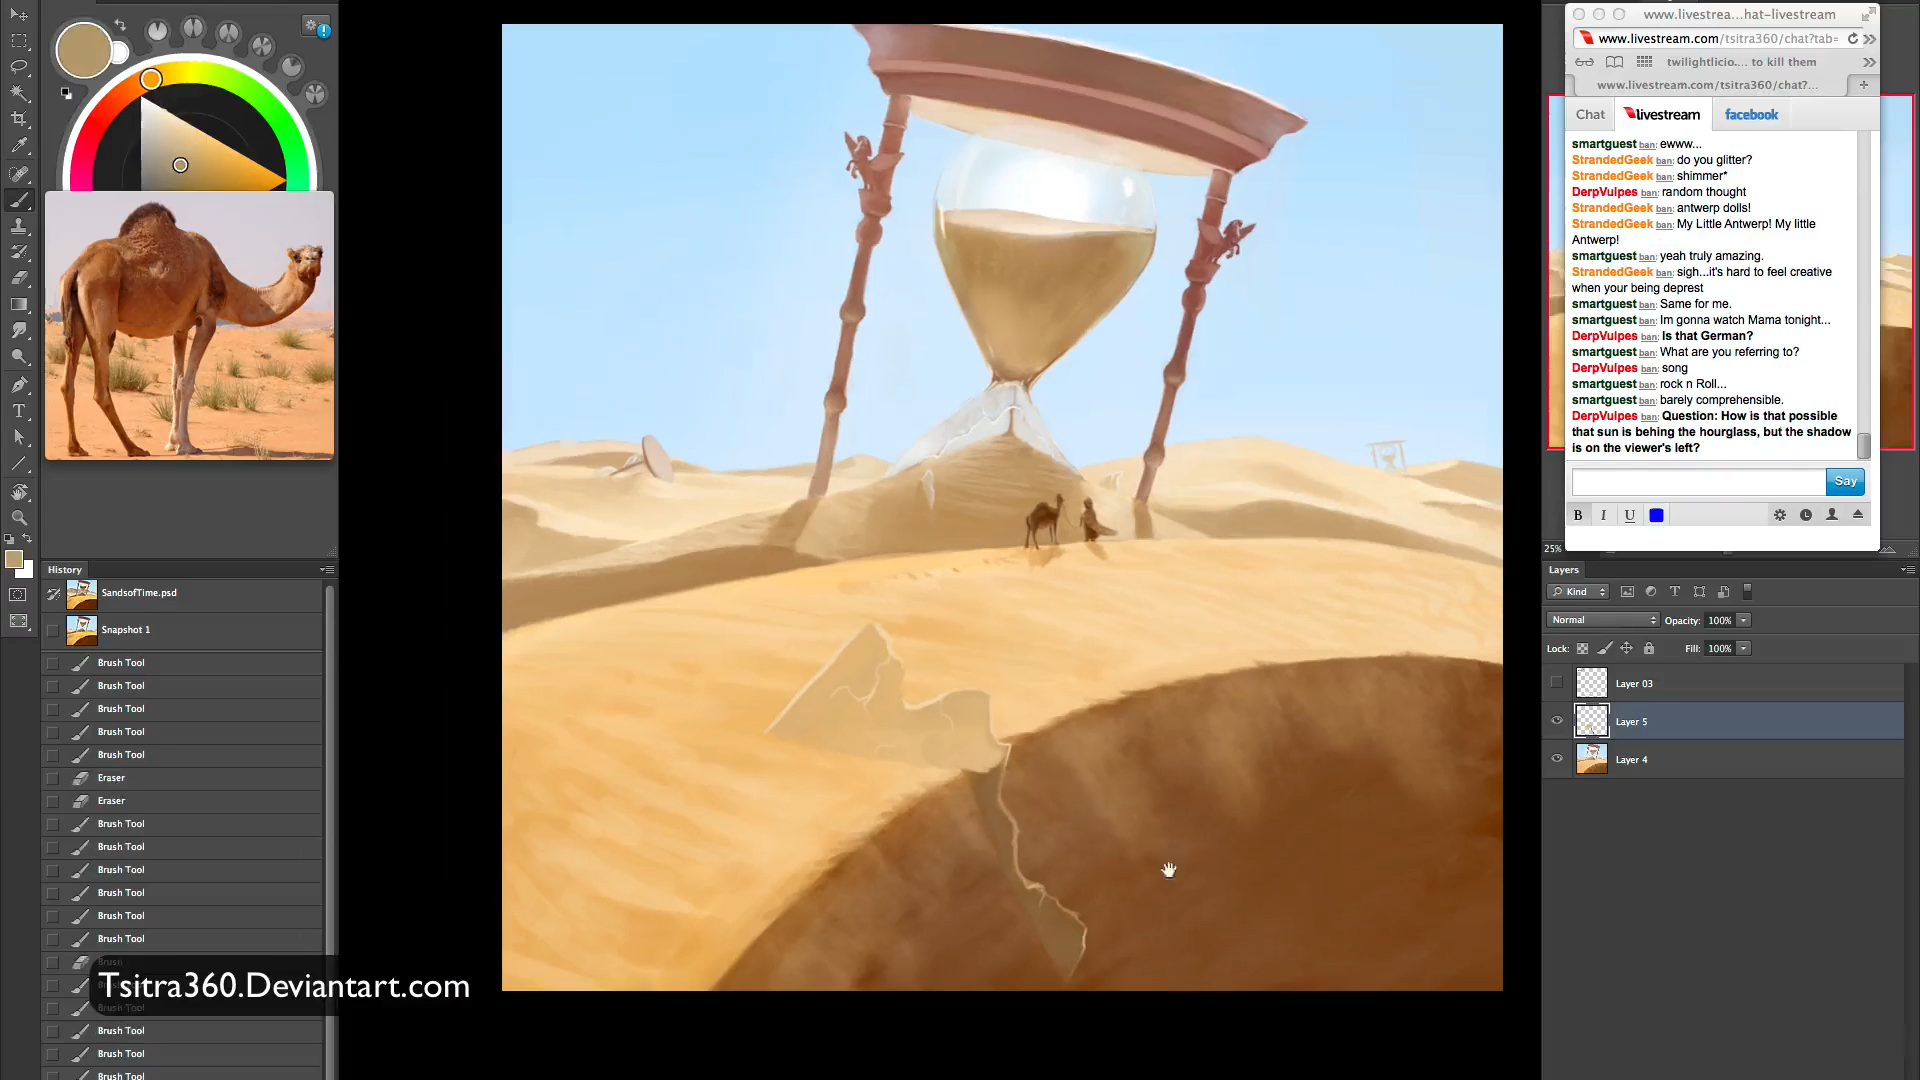 www.livestrea...hat-livestream
www.livestream.com/tsitra360/chat?tab=
twilightlicio.... to kill them
www.livestream.com/tsitra360/chat?...
Chat
livestream
facebook
smartguest ban: ewww...
StrandedGeek ban: do you glitter?
StrandedGeek ban: shimmer*
DerpVulpes ban: random thought
StrandedGeek ban: antwerp dolls!
StrandedGeek ban: My Little Antwerp! My little
Antwerp!
smartguest ban: yeah truly amazing.
StrandedGeek ban: sigh...it's hard to feel creative
when your being deprest
smartguest ban: Same for me.
smartguest ban: Im gonna watch Mama tonight...
DerpVulpes ban: Is that German?
smartguest ban: What are you referring to?
DerpVulpes ban: song
smartguest ban: rock n Roll...
smartguest ban: barely comprehensible.
DerpVulpes ban: Question: How is that possible
that sun is behing the hourglass, but the shadow
is on the viewer's left?
Say
B I U
25%
History
SandsofTime.psd
Snapshot 1
Brush Tool
Brush Tool
Brush Tool
Brush Tool
Brush Tool
Eraser
Eraser
Brush Tool
Brush Tool
Brush Tool
Brush Tool
Brush Tool
Brush Tool
Tsitra360.Deviantart.com
Brush Tool
Brush Tool
Brush Tool
Layers
Kind
Normal
Opacity: 100%
Lock:
Fill: 100%
Layer 03
Layer 5
Layer 4